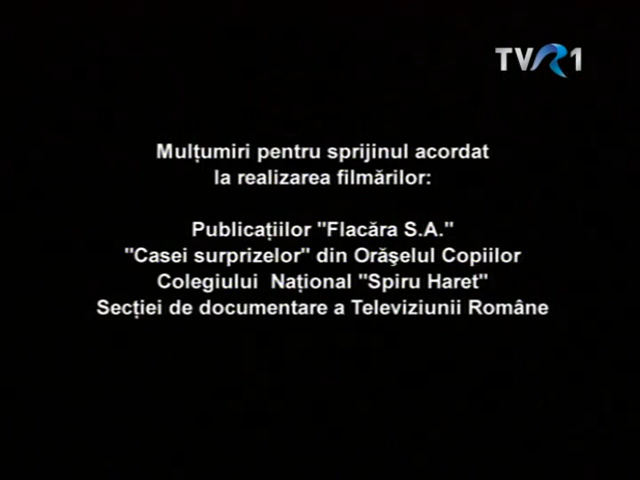 TVR1
Mulțumiri pentru sprijinul acordat
la realizarea filmărilor:
Publicațiilor "Flacăra S.A."
"Casei surprizelor" din Orăşelul Copiilor
Colegiului  Național "Spiru Haret"
Secției de documentare a Televiziunii Române